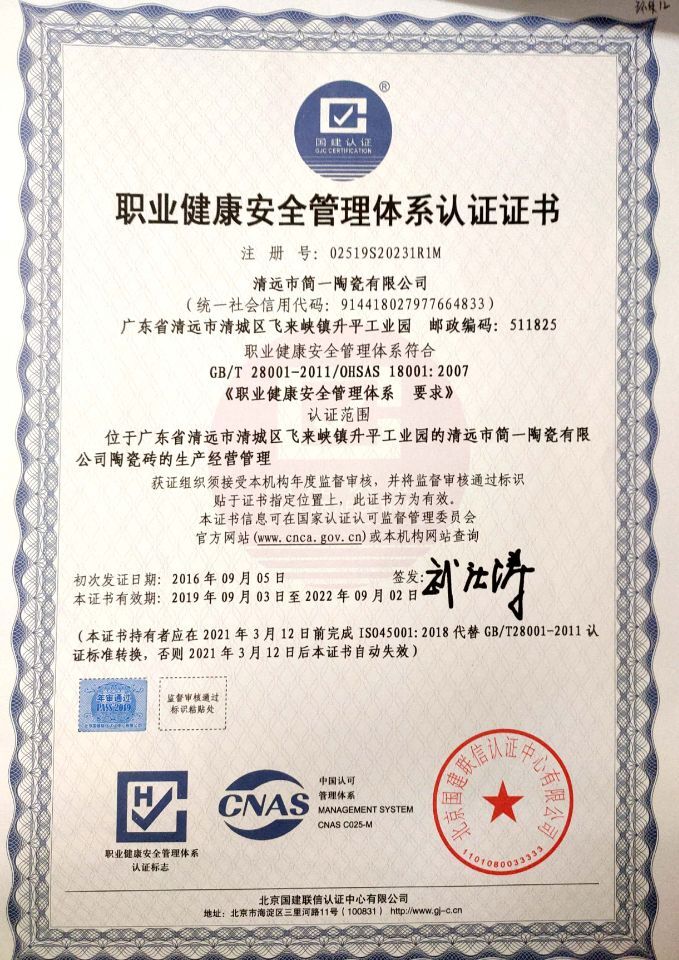 ®
国建认证
GJC CERTIFICATION
职业健康安全管理体系认证证书
注 册 号：02519S20231R1M
清远市简一陶瓷有限公司
（统一社会信用代码：914418027977664833）
广东省清远市清城区飞来峡镇升平工业园 邮政编码：511825
职业健康安全管理体系符合
GB/T 28001-2011/OHSAS 18001:2007
《职业健康安全管理体系 要求》
认证范围
位于广东省清远市清城区飞来峡镇升平工业园的清远市简一陶瓷有限
公司陶瓷砖的生产经营管理
获证组织须接受本机构年度监督审核，并将监督审核通过标识
贴于证书指定位置上，此证书方为有效。
本证书信息可在国家认证认可监督管理委员会
官方网站(www.cnca.gov.cn)或本机构网站查询
初次发证日期：2016年09月05日 签发：
本证书有效期：2019年09月03日至2022年09月02日
（本证书持有者应在2021年3月12日前完成ISO45001:2018代替GB/T28001-2011认
证标准转换，否则2021年3月12日后本证书自动失效）
年审通过
PASS 2019
监督审核通过
标识粘贴处
H
职业健康安全管理体系
认证标志
CNAS
中国认可
管理体系
MANAGEMENT SYSTEM
CNAS C025-M
北京国建联信认证中心有限公司
1101080033333
北京国建联信认证中心有限公司
地址：北京市海淀区三里河路11号（100831） http://www.gj-c.cn